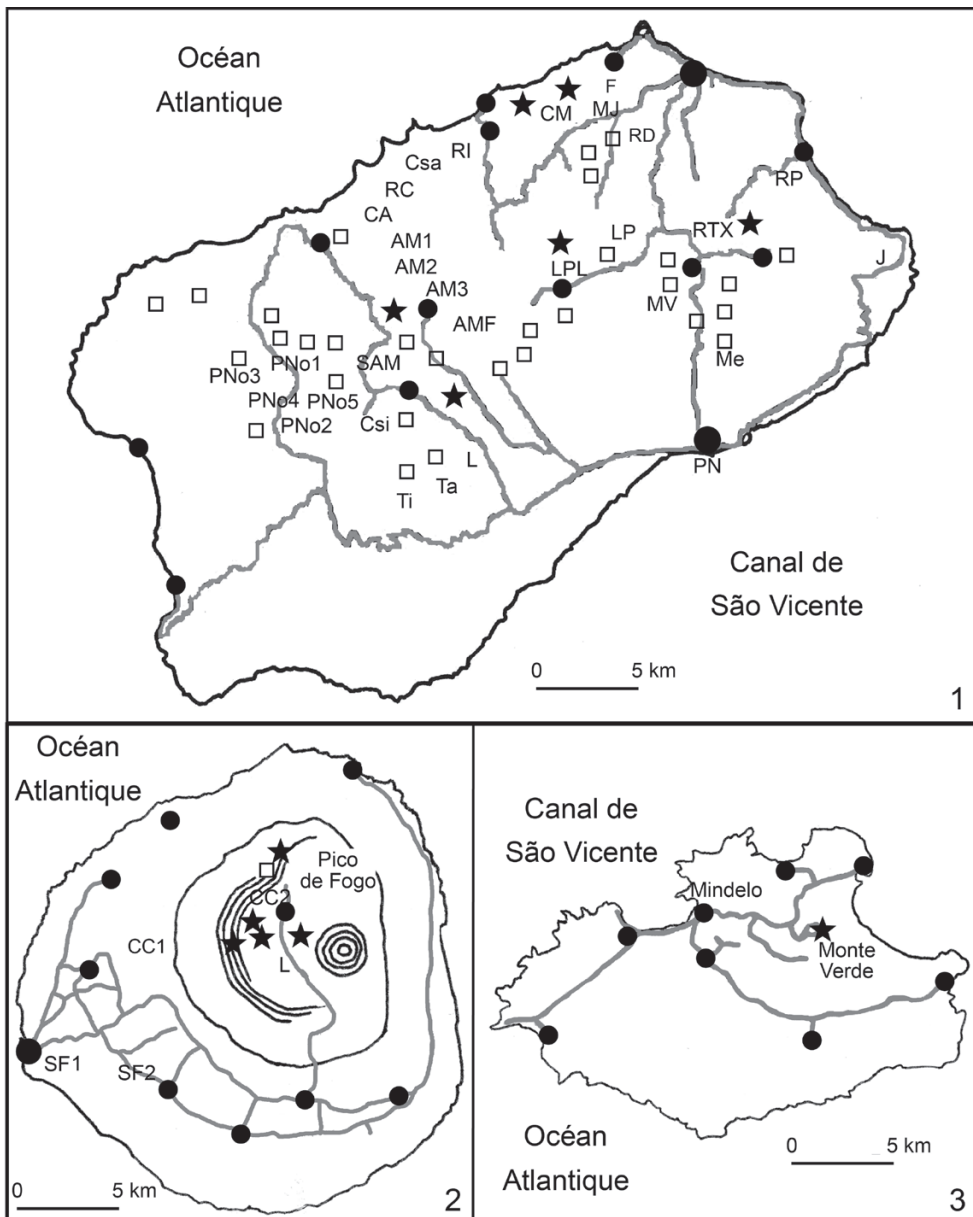 Océan
Atlantique
F
CM
MJ
RD
RI
Csa
RC
RP
CA
LP
RTX
AM1
J
AM2
LPL
AM3
MV
AMF
SAM
Me
PNo1
PNo3
PNo4
PNo5
PNo2
Csi
L
PN
Ta
Ti
Canal de
São Vicente
0 5 km
1
Océan
Atlantique
Pico
de Fogo
CC2
CC1
L
SF1
SF2
0 5 km
2
Canal de
São Vicente
Mindelo
Monte
Verde
Océan
Atlantique
0 5 km
3